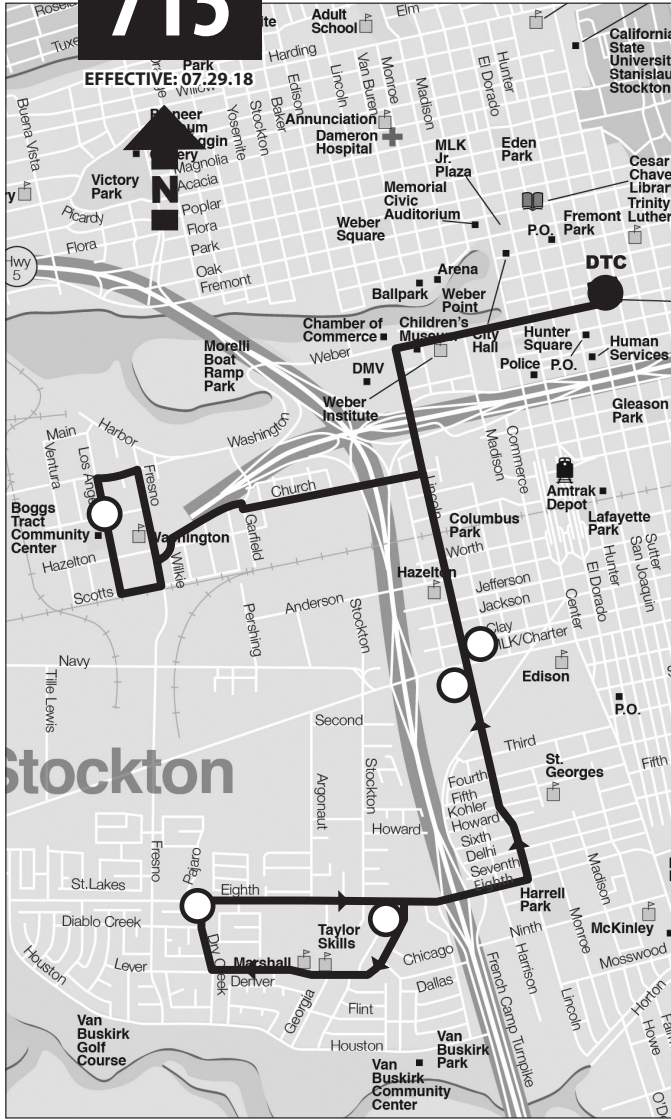 715
EFFECTIVE: 07.29.18
Adult
School
Elm
California
State
Stockton
Harding
Hunter
El Dorado
Tuxe
Park
Willow
Edison
Lincoln
Van Buren
Monroe
Madison
Buena Vista
Yosemite
Stockton
Baker
Annunciation
Dameron
Hospital
MLK
Jr.
Plaza
Eden
Park
Magnolia
Acacia
Victory
Park
N
Poplar
Picardy
Flora
Flora
Park
Oak
Fremont
Memorial
Civic
Auditorium
Weber
Square
P.O.
Fremont
Park
Cesar
Trinity
Hwy
5
DTC
Arena
Ballpark
Weber
Point
Chamber of
Commerce
Children's
Museum
City
Hall
Hunter
Square
Human
Services
Police
P.O.
Morelli
Boat
Ramp
Park
Weber
DMV
Weber
Institute
Gleason
Park
Main
Harbor
Ventura
Washington
Madison
Commerce
Fresno
Church
Lincoln
Amtrak
Depot
Boggs
Tract
Community
Center
Washington
Garfield
Columbus
Park
Lafayette
Park
Hazelton
Wilkie
Worth
Hunter
Sutter
San Joaquin
El Dorado
Scotts
Hazelton
Jefferson
Jackson
Center
Anderson
Pershing
Stockton
Clay
MLK/Charter
Navy
Edison
Tille Lewis
P.O.
Second
Stockton
Third
St.
Georges
Fifth
Argonaut
Stockton
Fourth
Fifth
Kohler
Howard
Howard
Sixth
Delhi
Seventh
Eighth
Fresno
Pajaro
St.Lakes
Eighth
Harrell
Park
Madison
Diablo Creek
Taylor
Skills
McKinley
Monroe
Ninth
Houston
Lever
Dry Creek
Marshall
Chicago
Mosswood
Denver
Dallas
Harrison
French Camp Turnpike
Georgia
Flint
Lincoln
Horton
Howe
Van
Buskirk
Golf
Course
Houston
Van
Buskirk
Park
Van
Buskirk
Community
Center